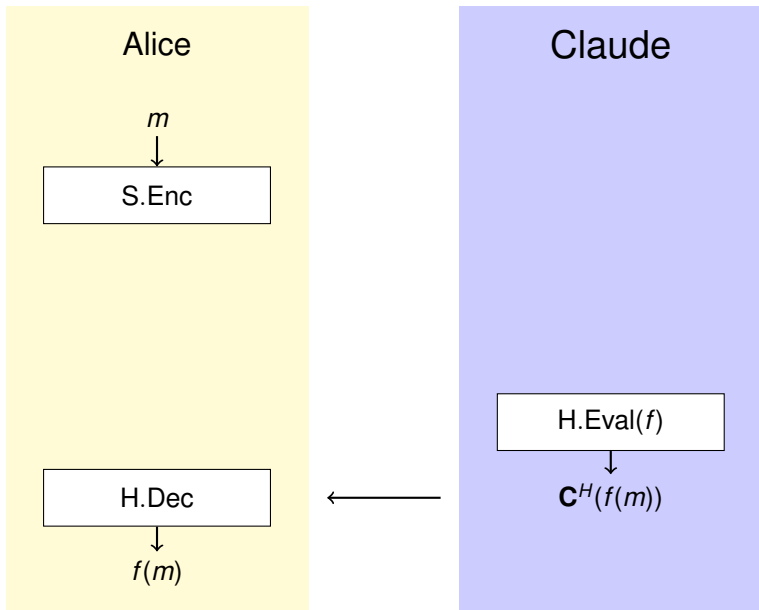 Alice
m
S.Enc
H.Dec
f(m)
Claude
H.Eval(f)
C^H(f(m))